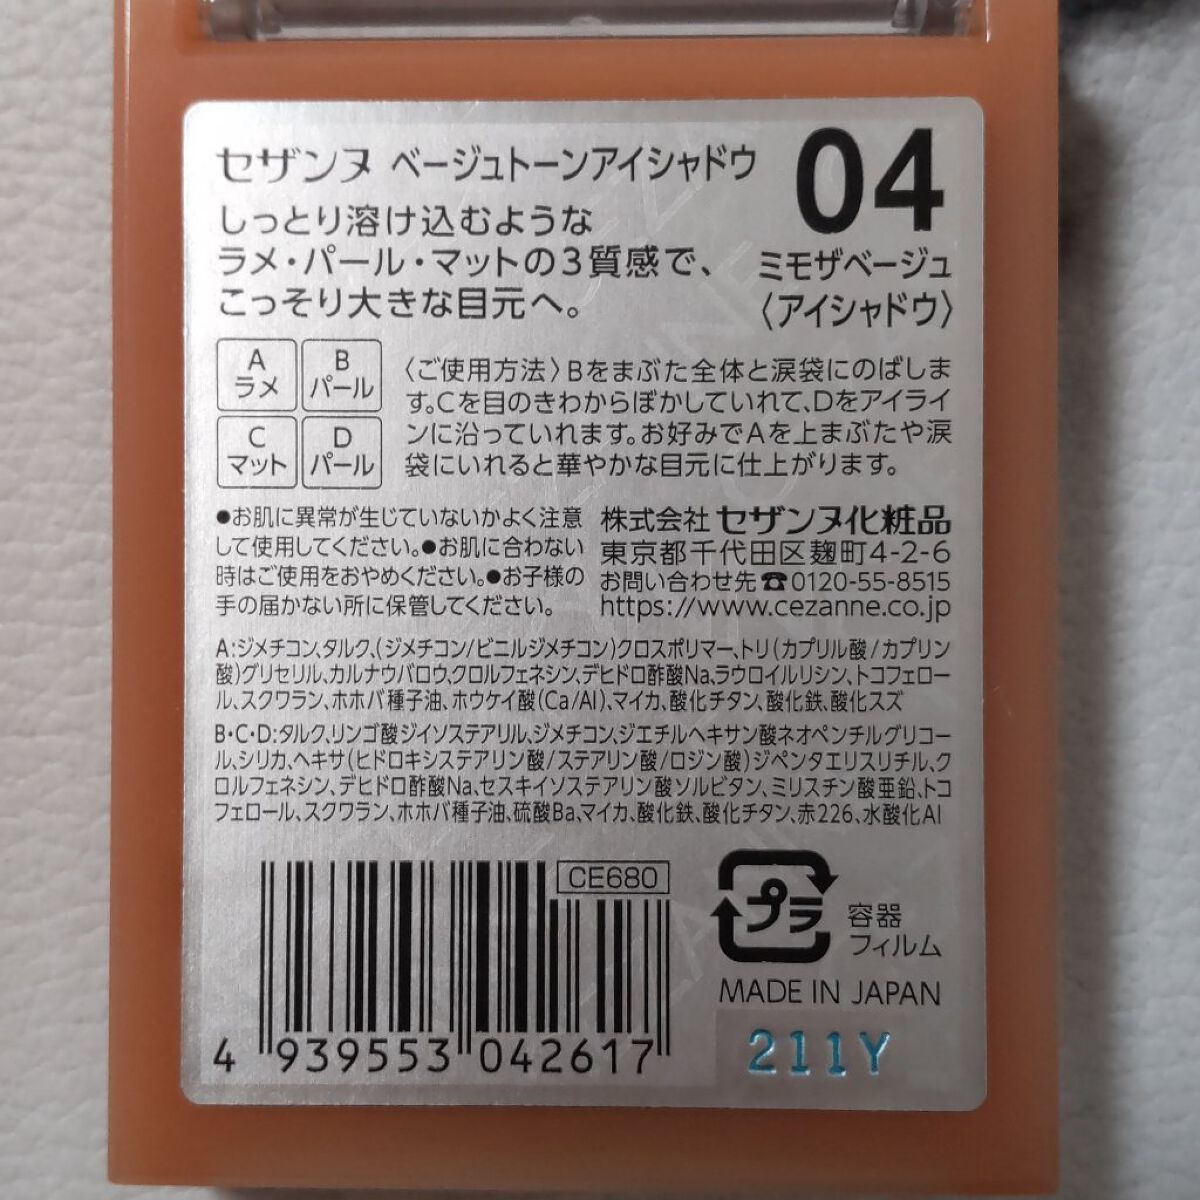 セザンヌ ベージュトーンアイシャドウ
04
しっとり溶け込むような
ラメ・パール・マットの3質感で、
こっそり大きな目元へ。
ミモザベージュ
〈アイシャドウ〉
A
ラメ
B
パール
C
マット
D
パール
〈ご使用方法〉Bをまぶた全体と涙袋にのばしま
す。Cを目のきわからぼかしていれて、Dをアイライ
ンに沿っていれます。お好みでAを上まぶたや涙
袋にいれると華やかな目元に仕上がります。
●お肌に異常が生じていないかよく注意
して使用してください。●お肌に合わない
時はご使用をおやめください。●お子様の
手の届かない所に保管してください。
株式会社 セザンヌ化粧品
東京都千代田区麹町4-2-6
お問い合わせ先☎0120-55-8515
https://www.cezanne.co.jp
A:ジメチコン、タルク、(ジメチコン/ビニルジメチコン)クロスポリマー、トリ(カプリル酸/カプリン
酸)グリセリル、カルナウバロウ、クロルフェネシン、デヒドロ酢酸Na、ラウロイルリシン、トコフェロー
ル、スクワラン、ホホバ種子油、ホウケイ酸(Ca/Al)、マイカ、酸化チタン、酸化鉄、酸化スズ
B・C・D:タルク、リンゴ酸ジイソステアリル、ジメチコン、ジエチルヘキサン酸ネオペンチルグリコー
ル、シリカ、ヘキサ(ヒドロキシステアリン酸/ステアリン酸/ロジン酸)ジペンタエリスリチル、ク
ロルフェネシン、デヒドロ酢酸Na、セスキイソステアリン酸ソルビタン、ミリスチン酸亜鉛、トコ
フェロール、スクワラン、ホホバ種子油、硫酸Ba、マイカ、酸化鉄、酸化チタン、赤226、水酸化Al
CE680
プラ
容器
フィルム
MADE IN JAPAN
4 939553 042617
211Y